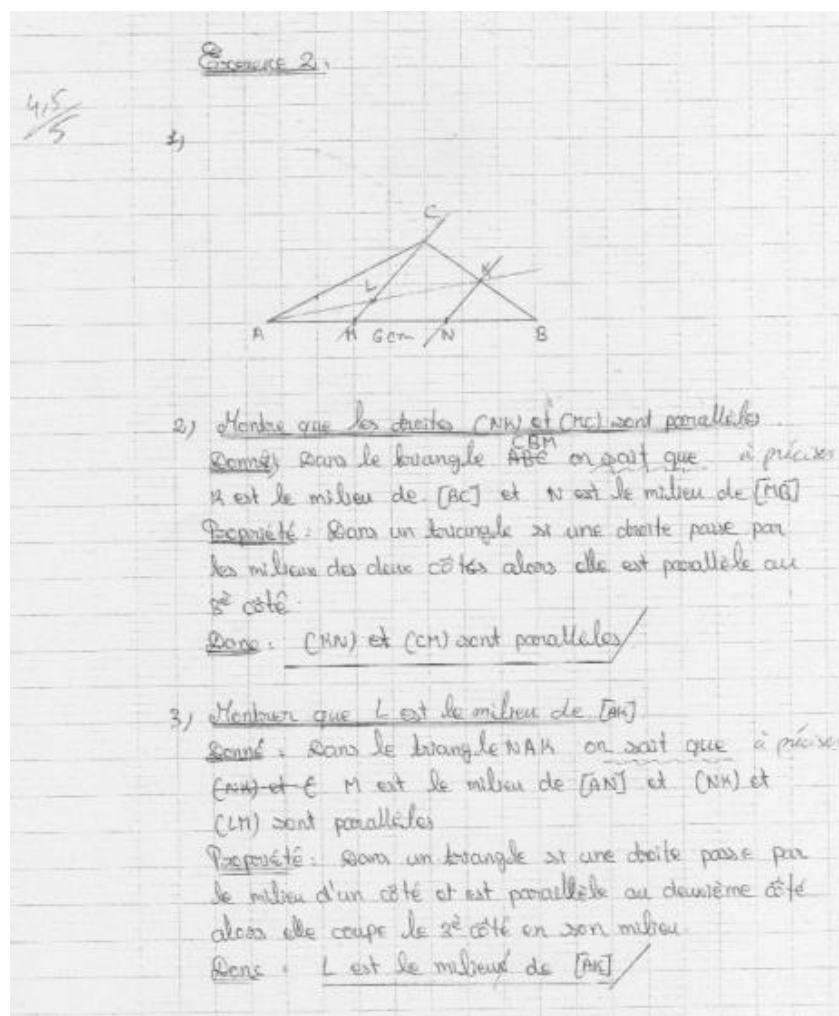 Exercice 2.
4,5/5
1)
C
L
K
A
M
6 cm
N
B
2) Montre que les droites (NK) et (MC) sont parallèles.
CBM
Donné; Dans le triangle ABC on sait que à préciser
K est le milieu de [BC] et N est le milieu de [MB]
Propriété : Dans un triangle si une droite passe par
les milieux des deux côtés alors elle est parallèle au
3e côté.
Donc : (KN) et (CM) sont parallèles
3) Montrer que L est le milieu de [AK]
Donné : Dans le triangle NAK on sait que à préciser
(NK) et € M est le milieu de [AN] et (NK) et
(LM) sont parallèles
Propriété : Dans un triangle si une droite passe par
le milieu d'un côté et est parallèle au deuxième côté
alors elle coupe le 3e côté en son milieu.
Donc : L est le milieu de [AK]